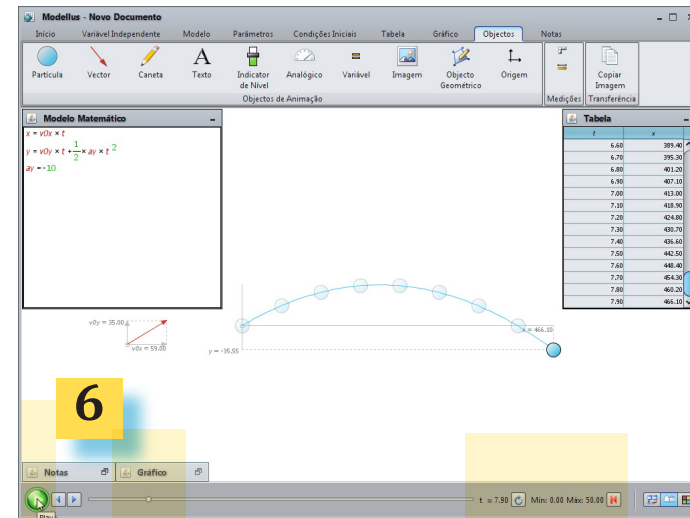 Modellus - Novo Documento
Início Variável Independente Modelo Parâmetros Condições Iniciais Tabela Gráfico Objectos Notas
Partícula Vector Caneta Texto Indicator de Nível Analógico Variável Imagem Objecto Geométrico Origem Copiar Imagem
Objectos de Animação Medições Transferência
Modelo Matemático
x = v0x × t
y = v0y × t + 1/2 × ay × t 2
ay = -10
Tabela
t x
6.60 389.40
6.70 395.30
6.80 401.20
6.90 407.10
7.00 413.00
7.10 418.90
7.20 424.80
7.30 430.70
7.40 436.60
7.50 442.50
7.60 448.40
7.70 454.30
7.80 460.20
7.90 466.10
v0y = 35.00
v0x = 59.00
x = 466.10
y = -35.55
6
Notas Gráfico
t = 7.90 Min: 0.00 Máx: 50.00
Play